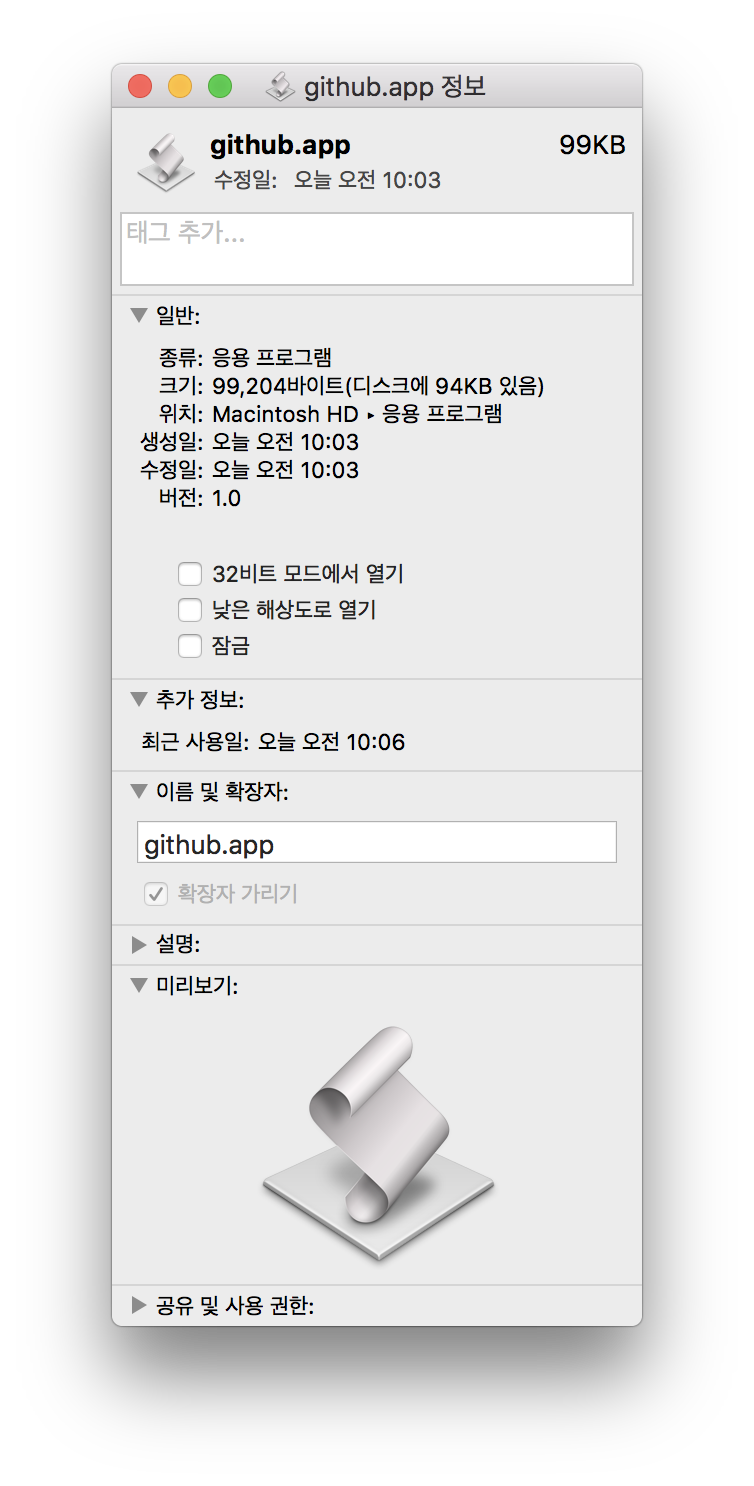 github.app 정보
github.app 99KB
수정일: 오늘 오전 10:03
태그 추가...
일반:
종류: 응용 프로그램
크기: 99,204바이트(디스크에 94KB 있음)
위치: Macintosh HD ▸ 응용 프로그램
생성일: 오늘 오전 10:03
수정일: 오늘 오전 10:03
버전: 1.0
32비트 모드에서 열기
낮은 해상도로 열기
잠금
추가 정보:
최근 사용일: 오늘 오전 10:06
이름 및 확장자:
github.app
확장자 가리기
설명:
미리보기:
공유 및 사용 권한: